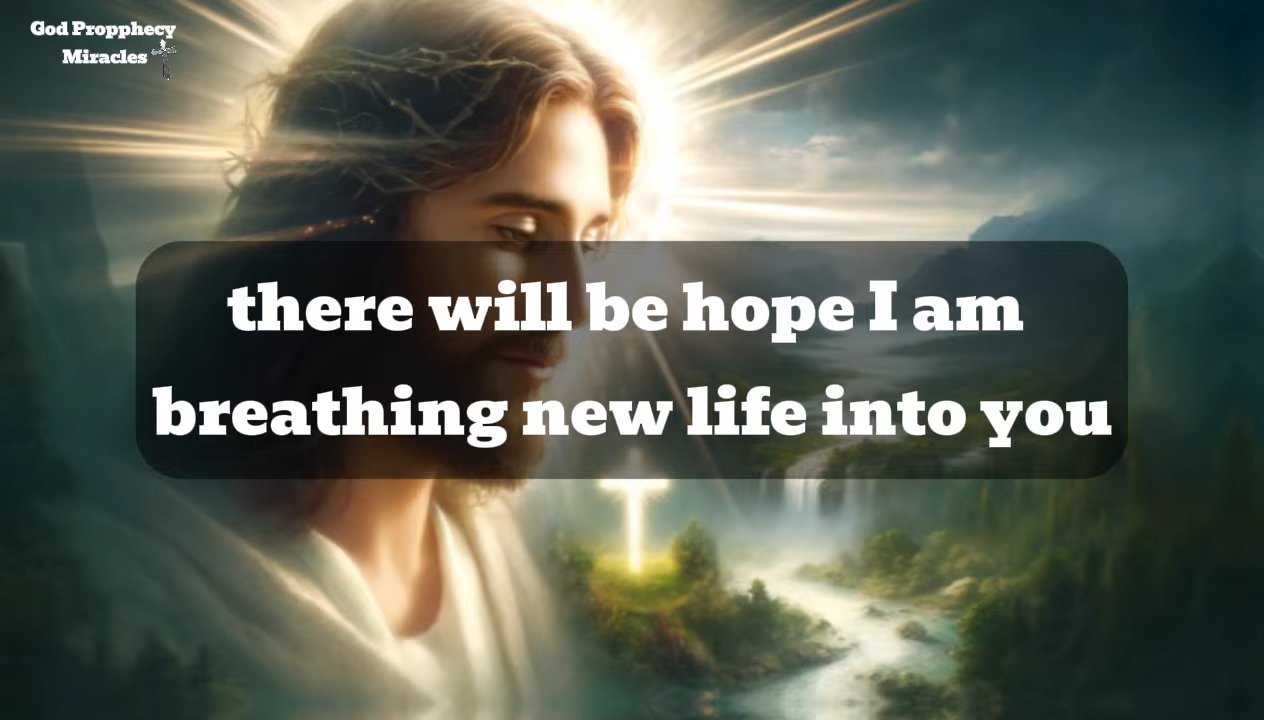 God Propphecy
Miracles
there will be hope I am
breathing new life into you